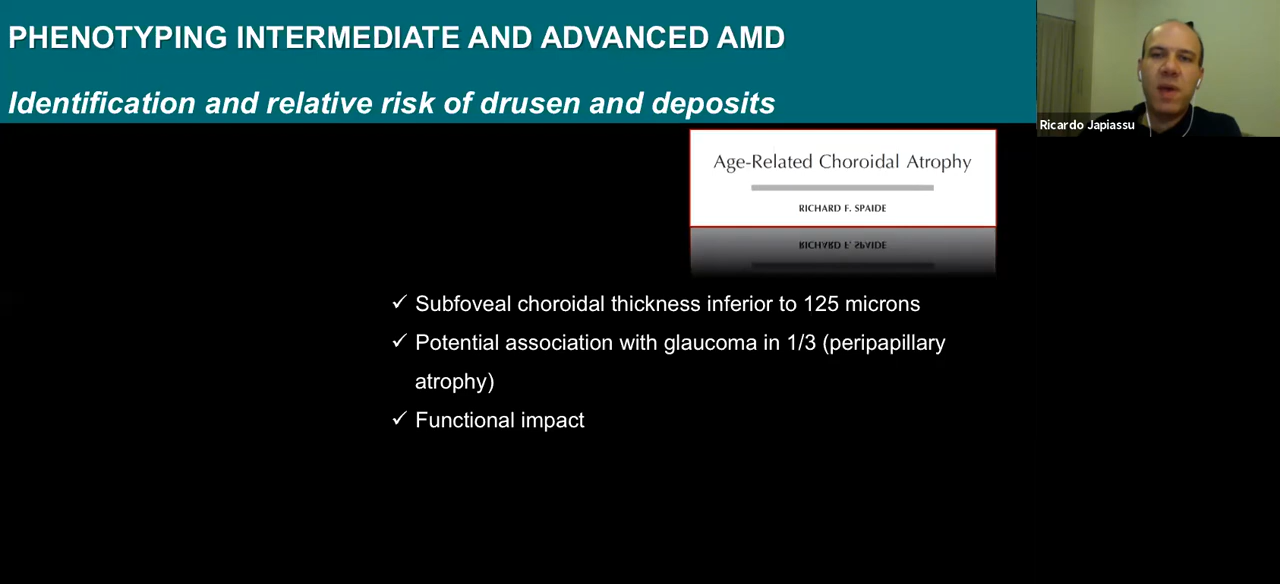 PHENOTYPING INTERMEDIATE AND ADVANCED AMD
Identification and relative risk of drusen and deposits
Ricardo Japiassu
Age-Related Choroidal Atrophy
RICHARD F. SPAIDE
RICHARD F. SPAIDE
✓ Subfoveal choroidal thickness inferior to 125 microns
✓ Potential association with glaucoma in 1/3 (peripapillary
atrophy)
✓ Functional impact